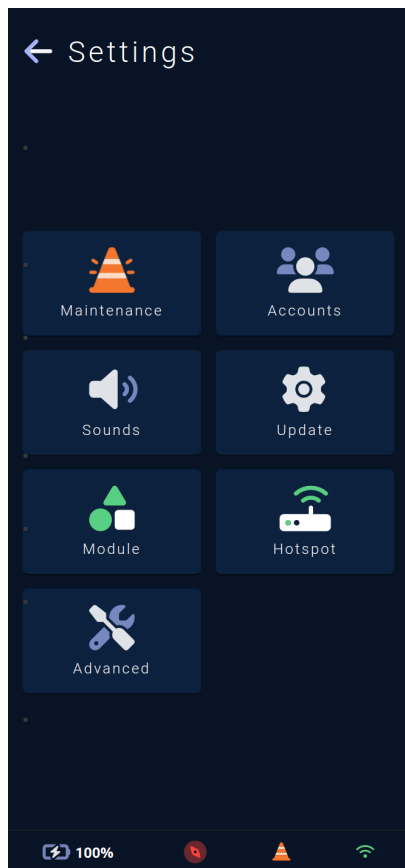 Settings
Maintenance
Accounts
Sounds
Update
Module
Hotspot
Advanced
100%